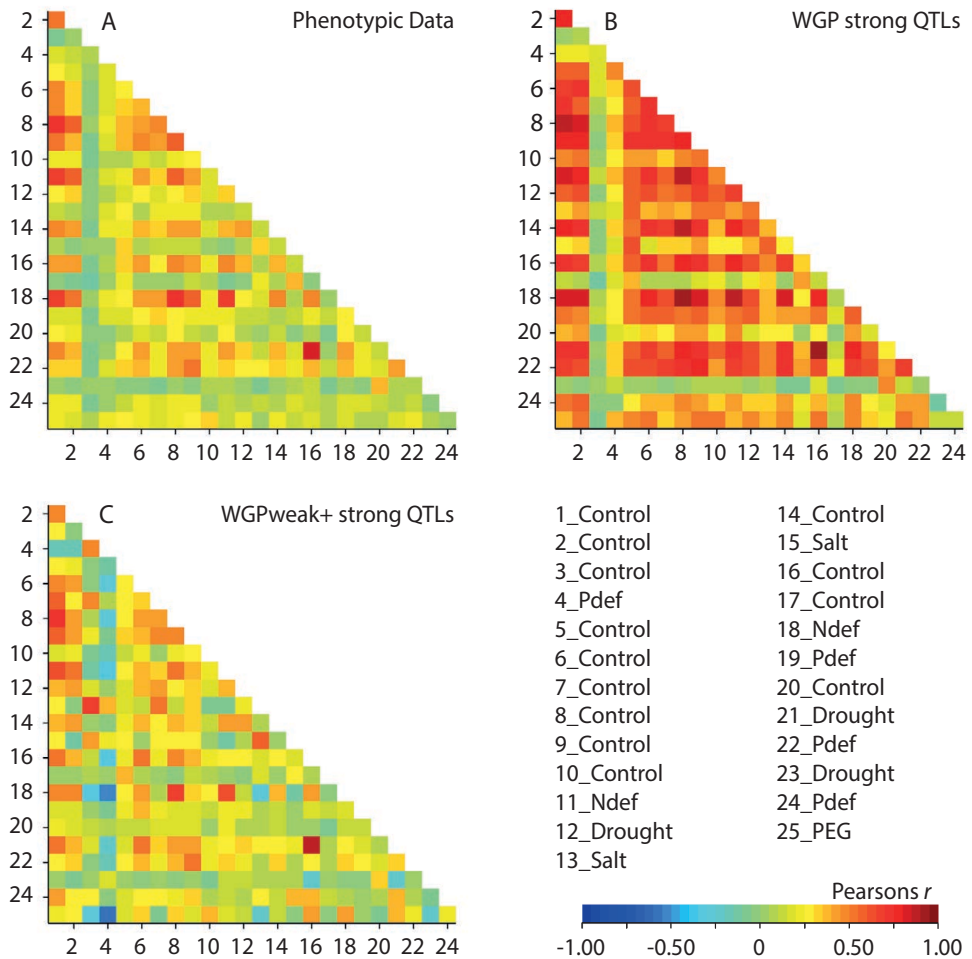 A Phenotypic Data
2
4
6
8
10
12
14
16
18
20
22
24
2 4 6 8 10 12 14 16 18 20 22 24
B WGP strong QTLs
2
4
6
8
10
12
14
16
18
20
22
24
2 4 6 8 10 12 14 16 18 20 22 24
C WGPweak+ strong QTLs
2
4
6
8
10
12
14
16
18
20
22
24
2 4 6 8 10 12 14 16 18 20 22 24
1_Control
2_Control
3_Control
4_Pdef
5_Control
6_Control
7_Control
8_Control
9_Control
10_Control
11_Ndef
12_Drought
13_Salt
14_Control
15_Salt
16_Control
17_Control
18_Ndef
19_Pdef
20_Control
21_Drought
22_Pdef
23_Drought
24_Pdef
25_PEG
Pearsons r
-1.00 -0.50 0 0.50 1.00